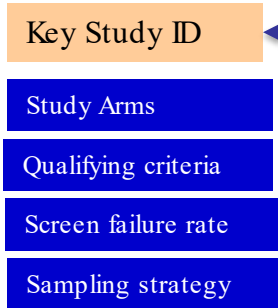 Key Study ID
Study Arms
Qualifying criteria
Screen failure rate
Sampling strategy